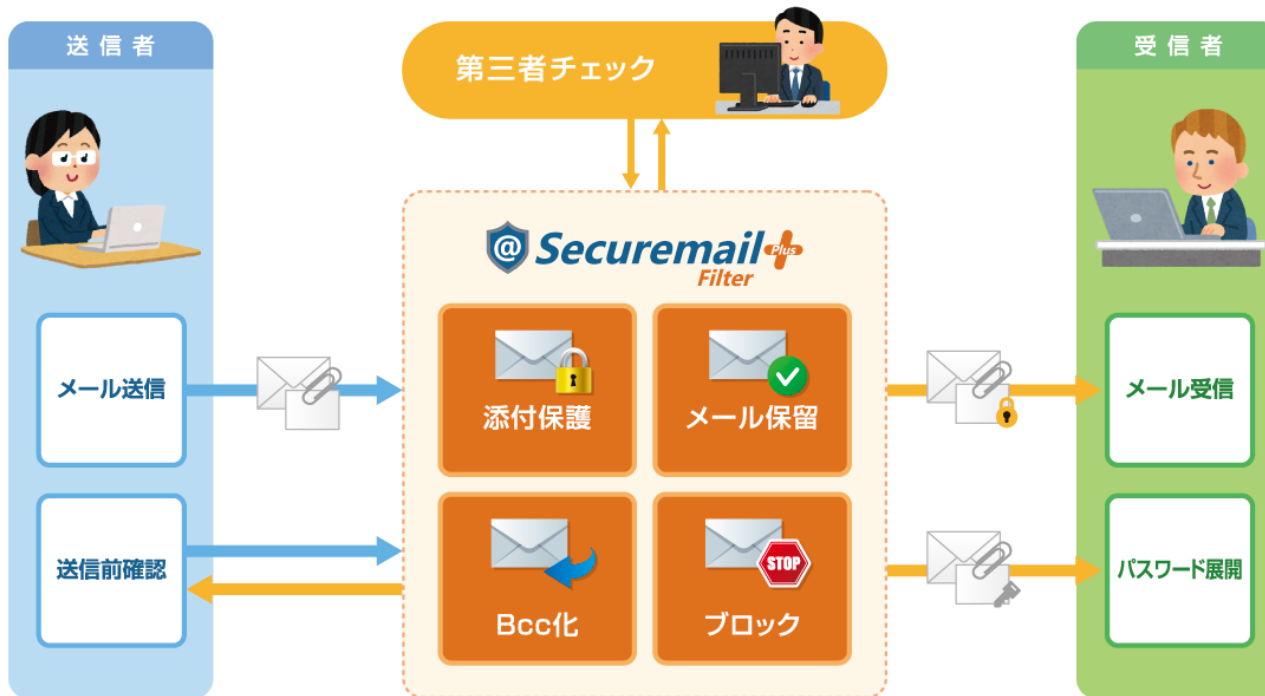 送信者
第三者チェック
受信者
@ Securemail Plus
Filter
メール送信
添付保護
メール保留
メール受信
送信前確認
Bcc化
STOP
ブロック
パスワード展開